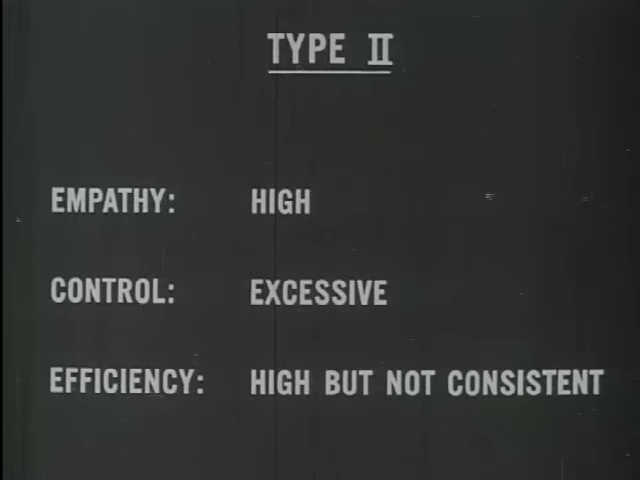 TYPE II
EMPATHY: HIGH
CONTROL: EXCESSIVE
EFFICIENCY: HIGH BUT NOT CONSISTENT